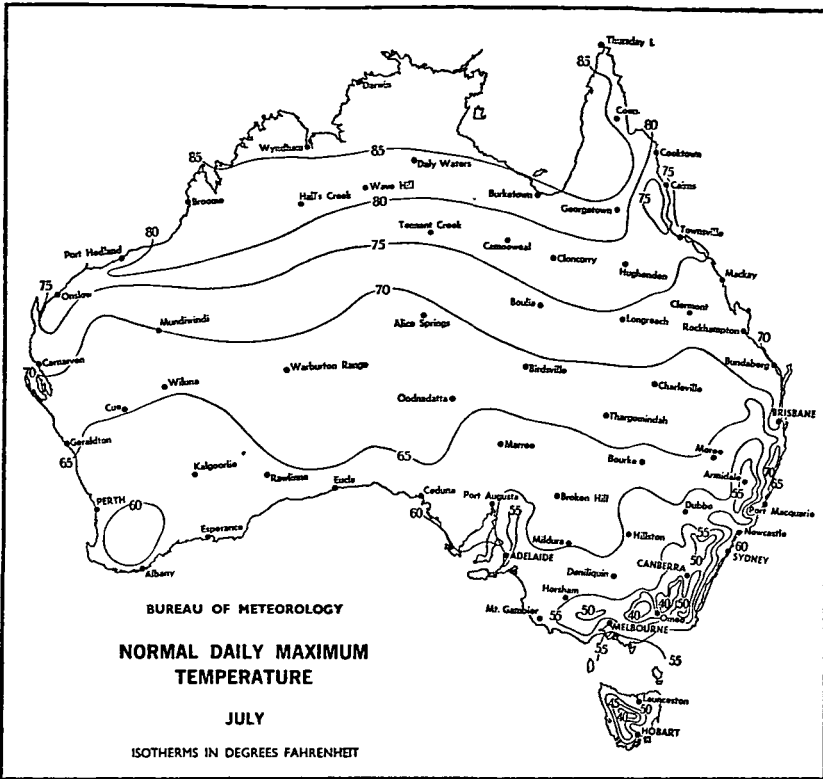 Thursday I.
85
Darwin
Coen
80
Wyndham
85
85
Daly Waters
Cooktown
75
Cairns
Wave Hill
Broome
Hall's Creek
80
Burketown
Georgetown
75
Tennant Creek
Townsville
80
Port Hedland
75
Camooweal
Cloncurry
Hughenden
Mackay
75
Onslow
70
Boulia
Clermont
Alice Springs
Longreach
Rockhampton
70
Mundiwindi
Carnarvon
70
Warburton Range
Birdsville
Bundaberg
Wiluna
Charleville
Cue
Oodnadatta
Thargomindah
BRISBANE
Geraldton
65
65
Marree
Moree
Bourke
Kalgoorlie
Rawlinna
Armidale
70
65
55
Eucla
Ceduna
Port Augusta
Broken Hill
PERTH
60
60
55
Dubbo
Port Macquarie
Esperance
Mildura
Hillston
55
Newcastle
60
SYDNEY
ADELAIDE
50
Albany
Deniliquin
CANBERRA
Horsham
40
50
BUREAU OF METEOROLOGY
Mt. Gambier
55
50
40
Omeo
MELBOURNE
NORMAL DAILY MAXIMUM
TEMPERATURE
55
55
JULY
Launceston
45
50
40
HOBART
ISOTHERMS IN DEGREES FAHRENHEIT